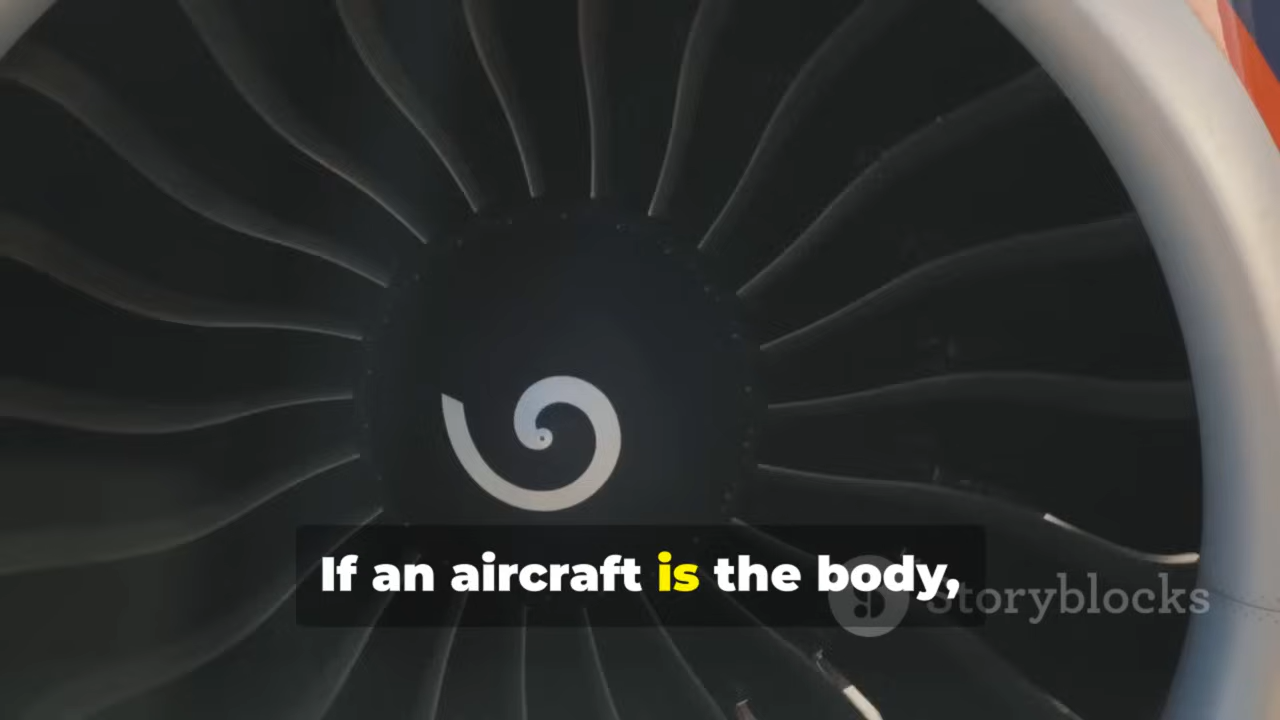 If an aircraft is the body,
Storyblocks